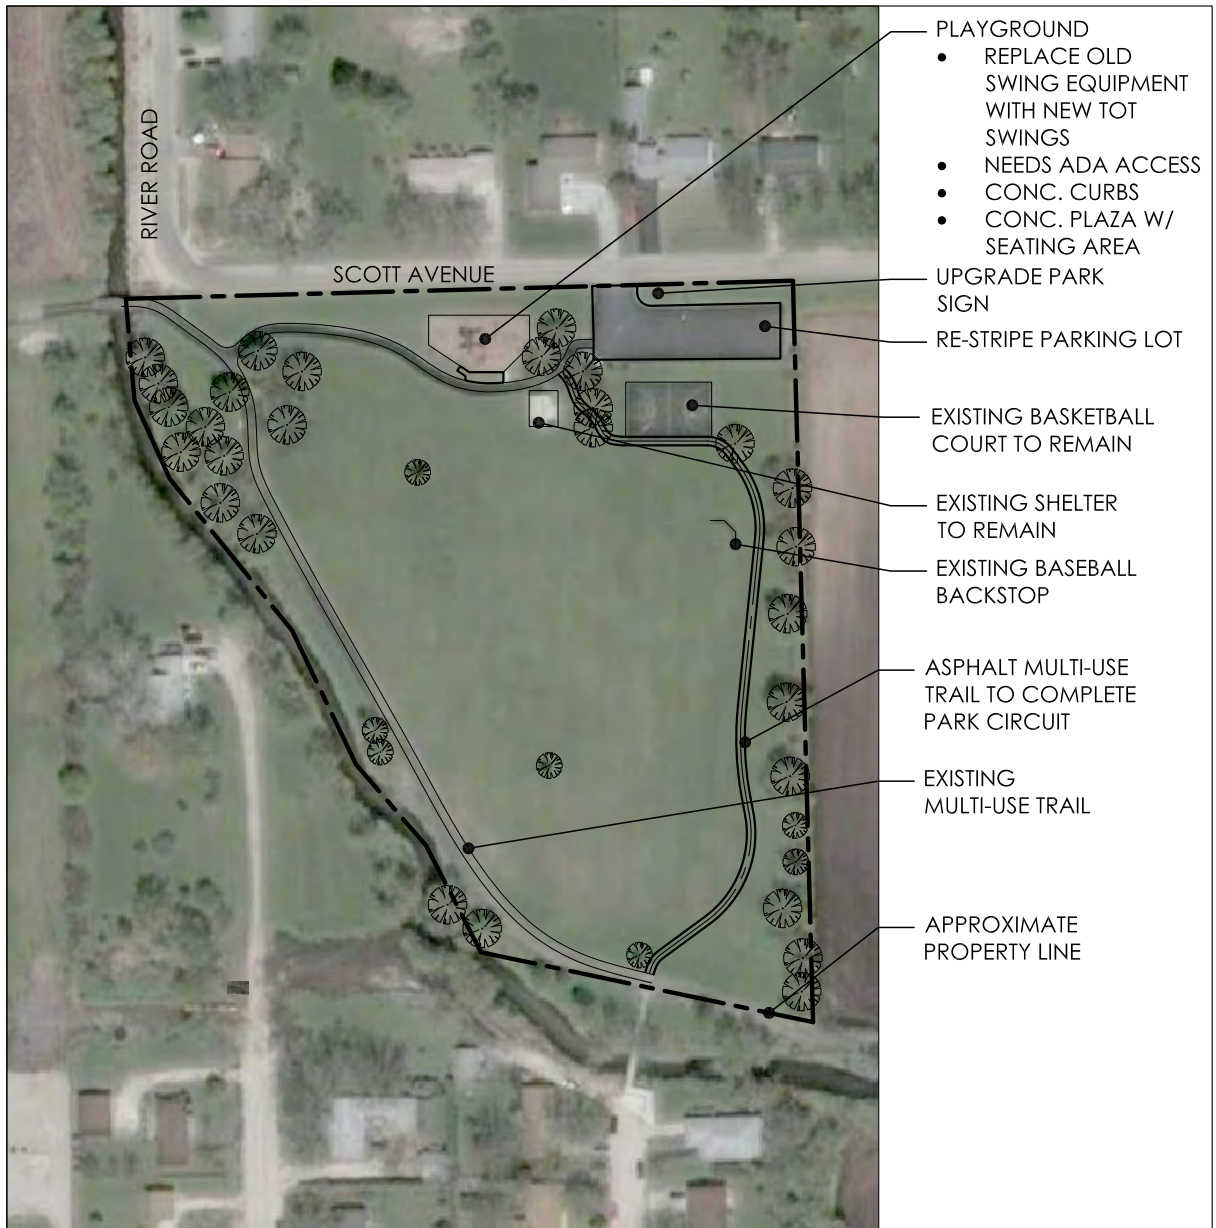 PLAYGROUND
• REPLACE OLD
SWING EQUIPMENT
WITH NEW TOT
SWINGS
• NEEDS ADA ACCESS
• CONC. CURBS
• CONC. PLAZA W/
SEATING AREA
RIVER ROAD
SCOTT AVENUE
UPGRADE PARK
SIGN
RE-STRIPE PARKING LOT
EXISTING BASKETBALL
COURT TO REMAIN
EXISTING SHELTER
TO REMAIN
EXISTING BASEBALL
BACKSTOP
ASPHALT MULTI-USE
TRAIL TO COMPLETE
PARK CIRCUIT
EXISTING
MULTI-USE TRAIL
APPROXIMATE
PROPERTY LINE